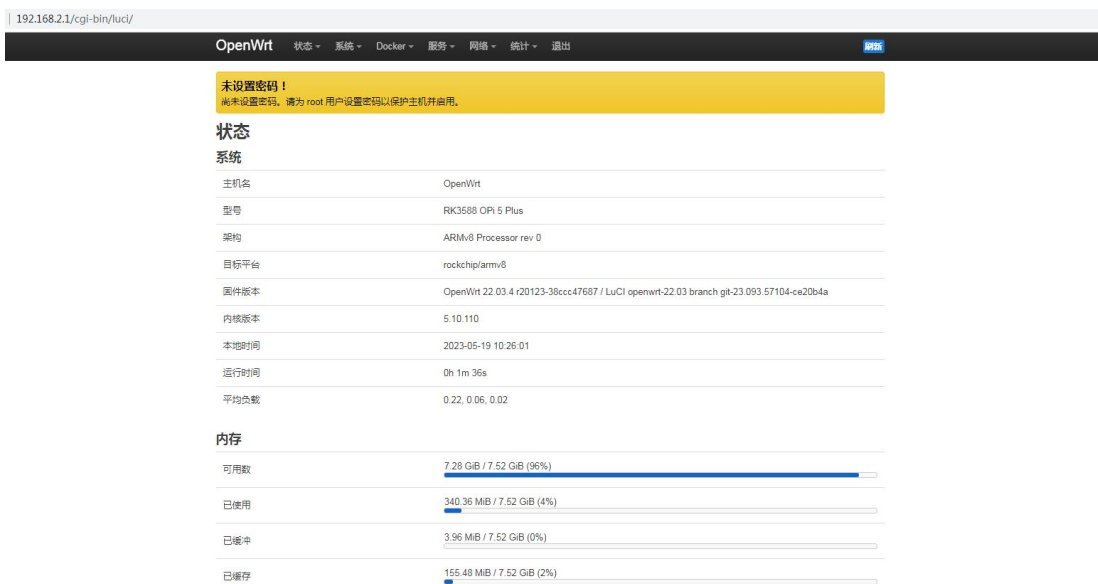 192.168.2.1/cgi-bin/luci/
OpenWrt 状态 系统 Docker 服务 网络 统计 退出 刷新
未设置密码！
尚未设置密码。请为 root 用户设置密码以保护主机并启用。
状态
系统
主机名 OpenWrt
型号 RK3588 OPi 5 Plus
架构 ARMv8 Processor rev 0
目标平台 rockchip/armv8
固件版本 OpenWrt 22.03.4 r20123-38ccc47687 / LuCI openwrt-22.03 branch git-23.093.57104-ce20b4a
内核版本 5.10.110
本地时间 2023-05-19 10:26:01
运行时间 0h 1m 36s
平均负载 0.22, 0.06, 0.02
内存
可用数 7.28 GiB / 7.52 GiB (96%)
已使用 340.36 MiB / 7.52 GiB (4%)
已缓冲 3.96 MiB / 7.52 GiB (0%)
已缓存 155.48 MiB / 7.52 GiB (2%)